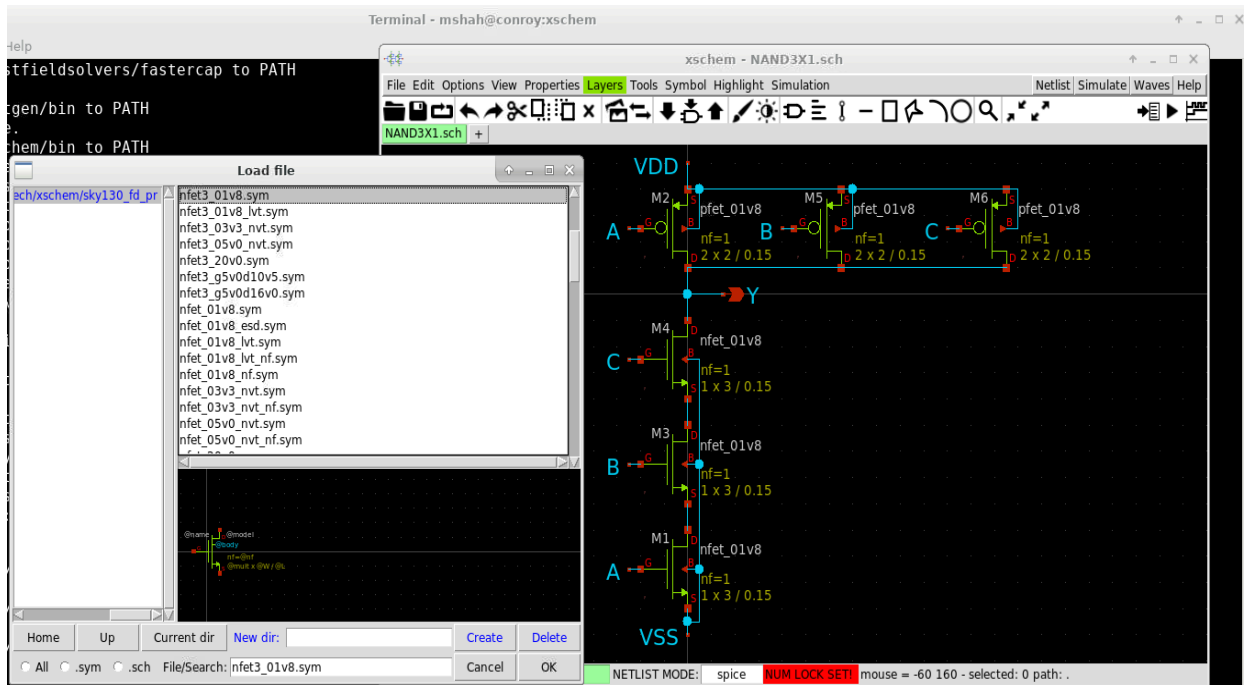 Terminal - mshah@conroy:xschem
Help
stfieldsolvers/fastercap to PATH
tgen/bin to PATH
e.
chem/bin to PATH
xschem - NAND3X1.sch
File Edit Options View Properties Layers Tools Symbol Highlight Simulation Netlist Simulate Waves Help
NAND3X1.sch +
Load file
ech/xschem/sky130_fd_pr
nfet3_01v8.sym
nfet3_01v8_lvt.sym
nfet3_03v3_nvt.sym
nfet3_05v0_nvt.sym
nfet3_20v0.sym
nfet3_g5v0d10v5.sym
nfet3_g5v0d16v0.sym
nfet_01v8.sym
nfet_01v8_esd.sym
nfet_01v8_lvt.sym
nfet_01v8_lvt_nf.sym
nfet_01v8_nf.sym
nfet_03v3_nvt.sym
nfet_03v3_nvt_nf.sym
nfet_05v0_nvt.sym
nfet_05v0_nvt_nf.sym
@name @model
@body
nf=@nf
@mult x @W / @L
Home Up Current dir New dir: Create Delete
All .sym .sch File/Search: nfet3_01v8.sym Cancel OK
VDD
M2 S pfet_01v8 M5 S pfet_01v8 M6 S pfet_01v8
A G B B G B C G B
nf=1 nf=1 nf=1
D 2 x 2 / 0.15 D 2 x 2 / 0.15 D 2 x 2 / 0.15
Y
M4 D nfet_01v8
C G B
nf=1
S 1 x 3 / 0.15
M3 D nfet_01v8
B G B
nf=1
S 1 x 3 / 0.15
M1 D nfet_01v8
A G B
nf=1
S 1 x 3 / 0.15
VSS
NETLIST MODE: spice NUM LOCK SET! mouse = -60 160 - selected: 0 path: .